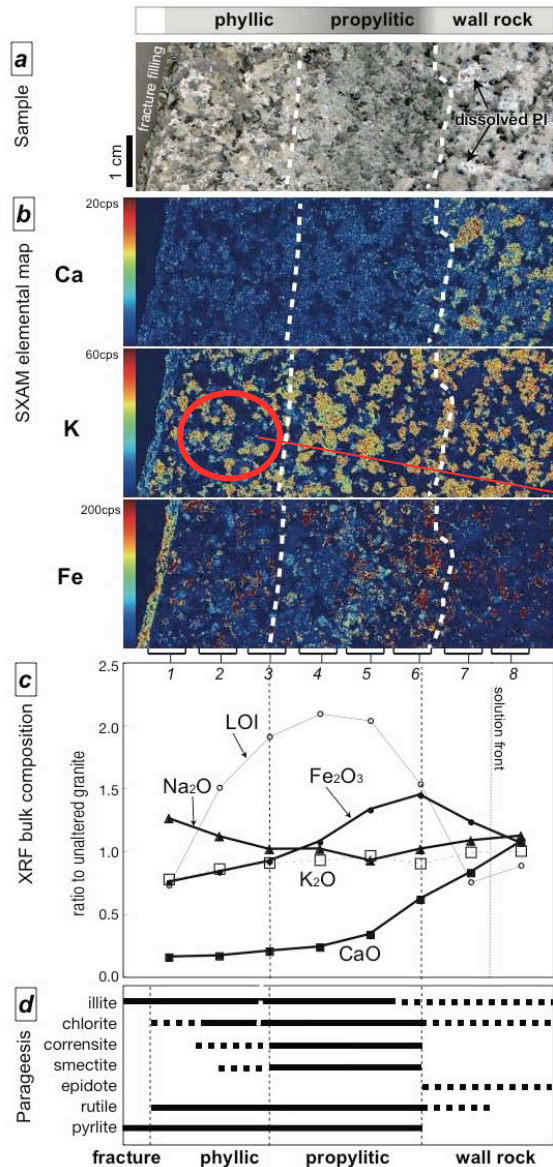 phyllic propylitic wall rock
a
Sample
fracture filling
dissolved Pl
1 cm
b
SXAM elemental map
20cps
Ca
60cps
K
200cps
Fe
1 2 3 4 5 6 7 8
c
XRF bulk composition
ratio to unaltered granite
2.5
2.0
1.5
1.0
0.5
0.0
LOI
Na₂O
Fe₂O₃
K₂O
CaO
solution front
d
Parageesis
illite
chlorite
corrensite
smectite
epidote
rutile
pyrlite
fracture phyllic propylitic wall rock